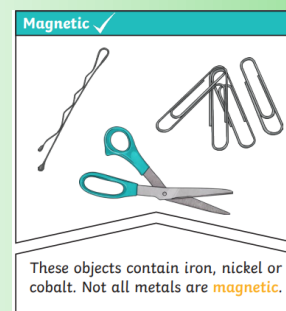 Magnetic
These objects contain iron, nickel or
cobalt. Not all metals are magnetic.